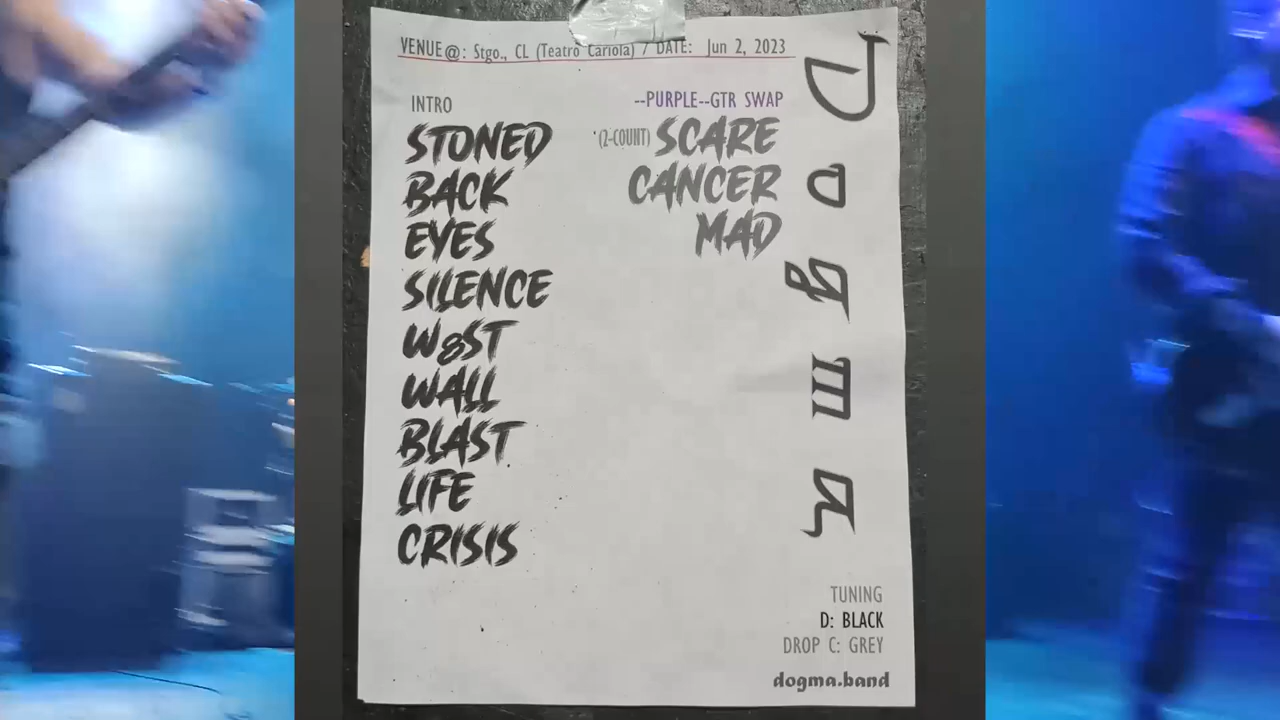 VENUE@: Stgo., CL (Teatro Cariola) / DATE: Jun 2, 2023
INTRO
STONED
BACK
EYES
SILENCE
W8ST
WALL
BLAST
LIFE
CRISIS
--PURPLE--GTR SWAP
(2-COUNT) SCARE
CANCER
MAD
Dogma
TUNING
D: BLACK
DROP C: GREY
dogma.band